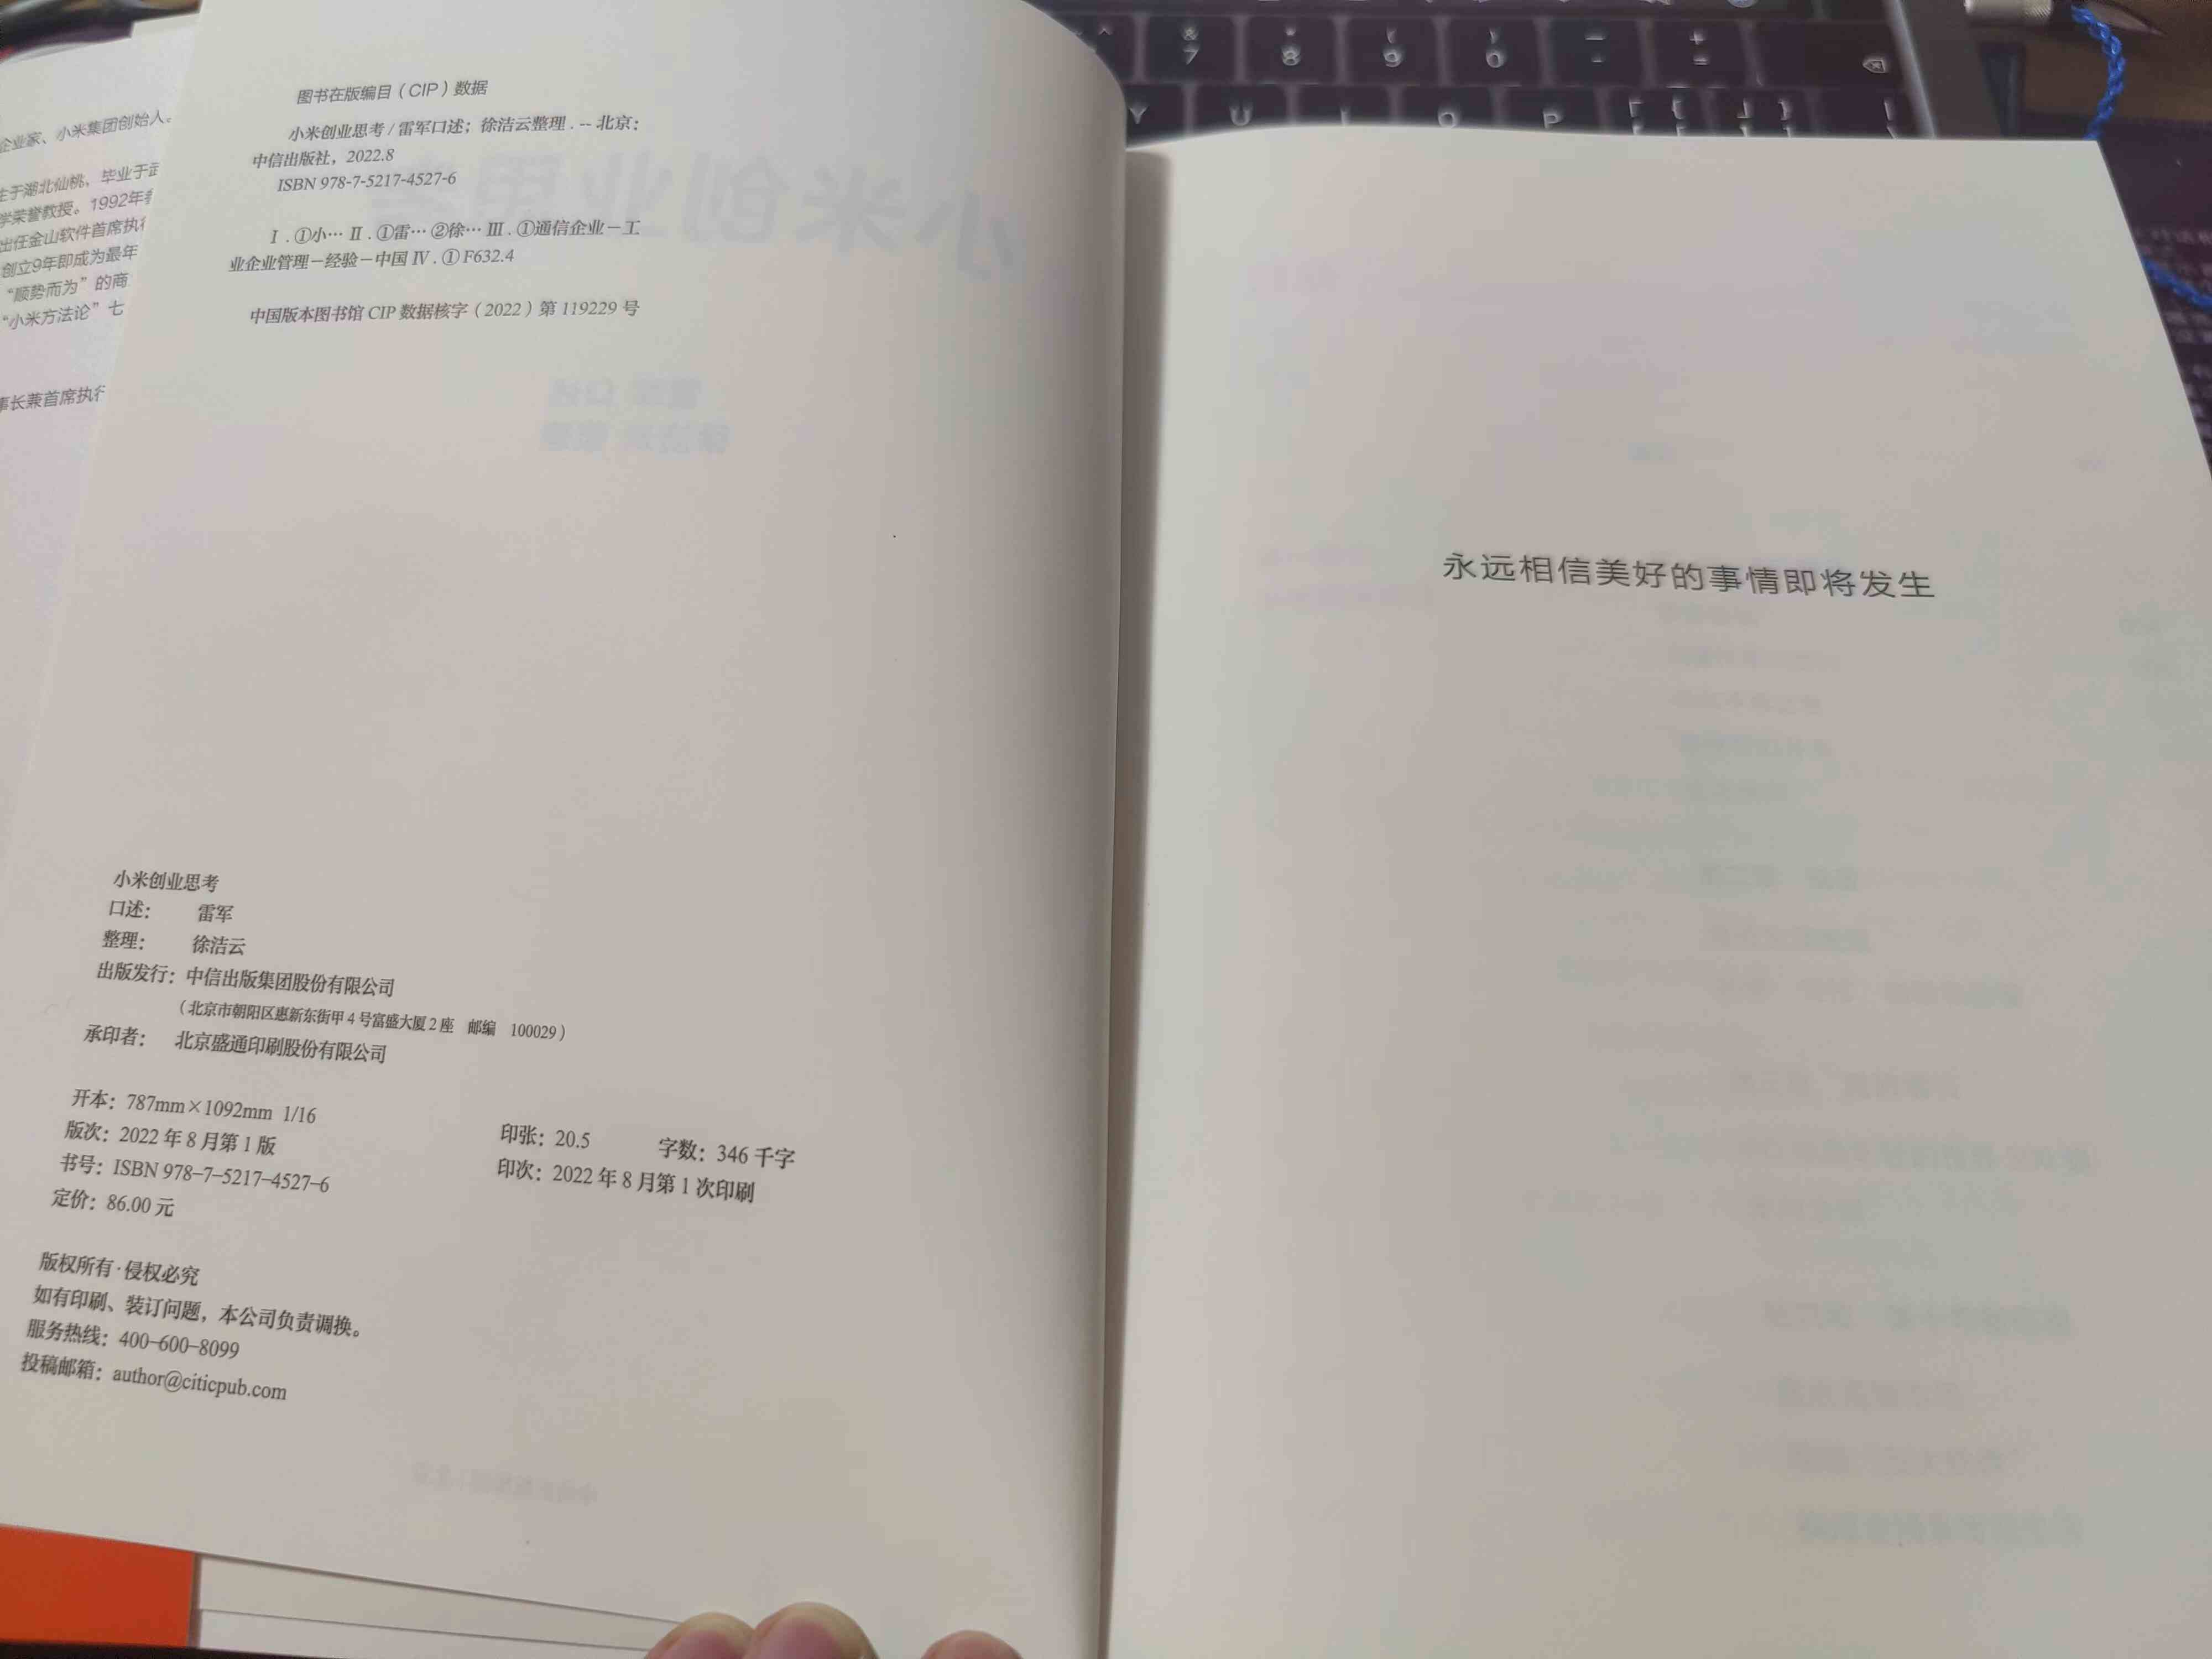 企业家、小米集团创始人。
生于湖北仙桃，毕业于武
学荣誉教授。1992年参
出任金山软件首席执行
创立9年即成为最年
“顺势而为”的商
“小米方法论”七
事长兼首席执行
图书在版编目（CIP）数据
小米创业思考 / 雷军口述；徐洁云整理 . -- 北京：
中信出版社，2022.8
ISBN 978-7-5217-4527-6
Ⅰ . ①小… Ⅱ . ①雷… ②徐… Ⅲ . ①通信企业－工
业企业管理－经验－中国 Ⅳ . ① F632.4
中国版本图书馆 CIP 数据核字（2022）第 119229 号
小米创业思考
口述： 雷军
整理： 徐洁云
出版发行：中信出版集团股份有限公司
（北京市朝阳区惠新东街甲 4 号富盛大厦 2 座 邮编 100029）
承印者： 北京盛通印刷股份有限公司
开本：787mm×1092mm 1/16
印张：20.5 字数：346 千字
版次：2022 年 8 月第 1 版
印次：2022 年 8 月第 1 次印刷
书号：ISBN 978–7–5217–4527–6
定价：86.00 元
版权所有·侵权必究
如有印刷、装订问题，本公司负责调换。
服务热线：400–600–8099
投稿邮箱：author@citicpub.com
永远相信美好的事情即将发生
& * ( ) — +
7 8 9 0 - =
Y U I O P { [ } ]